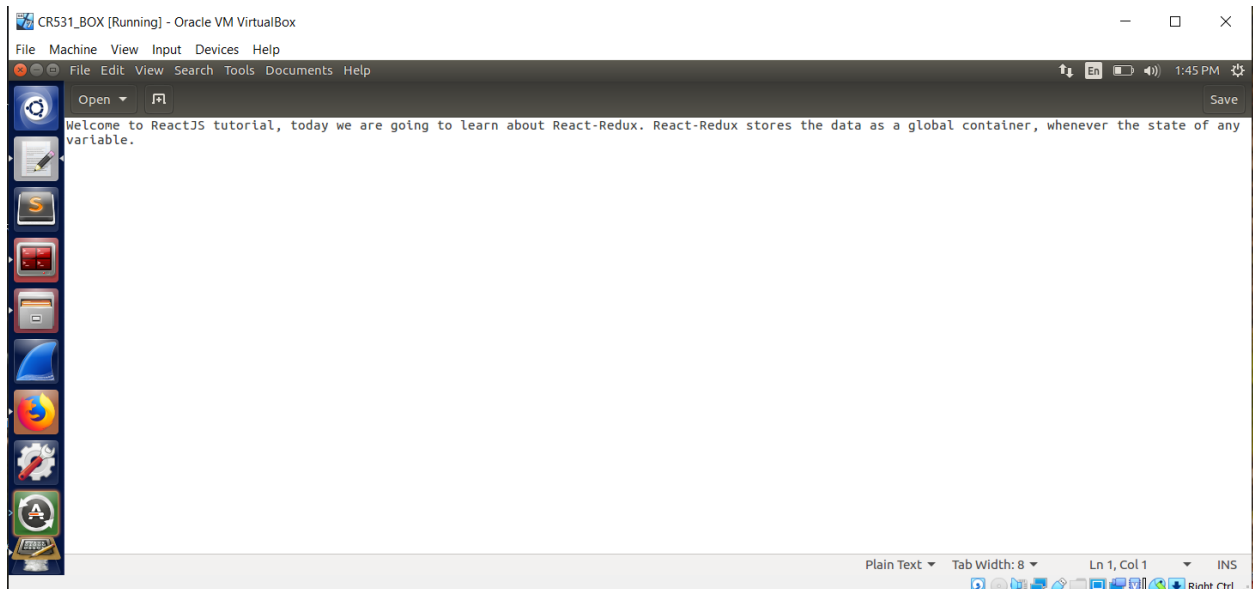 CR531_BOX [Running] - Oracle VM VirtualBox
File Machine View Input Devices Help
File Edit View Search Tools Documents Help En 1:45 PM
Open Save
Welcome to ReactJS tutorial, today we are going to learn about React-Redux. React-Redux stores the data as a global container, whenever the state of any
variable.
Plain Text Tab Width: 8 Ln 1, Col 1 INS
Right Ctrl